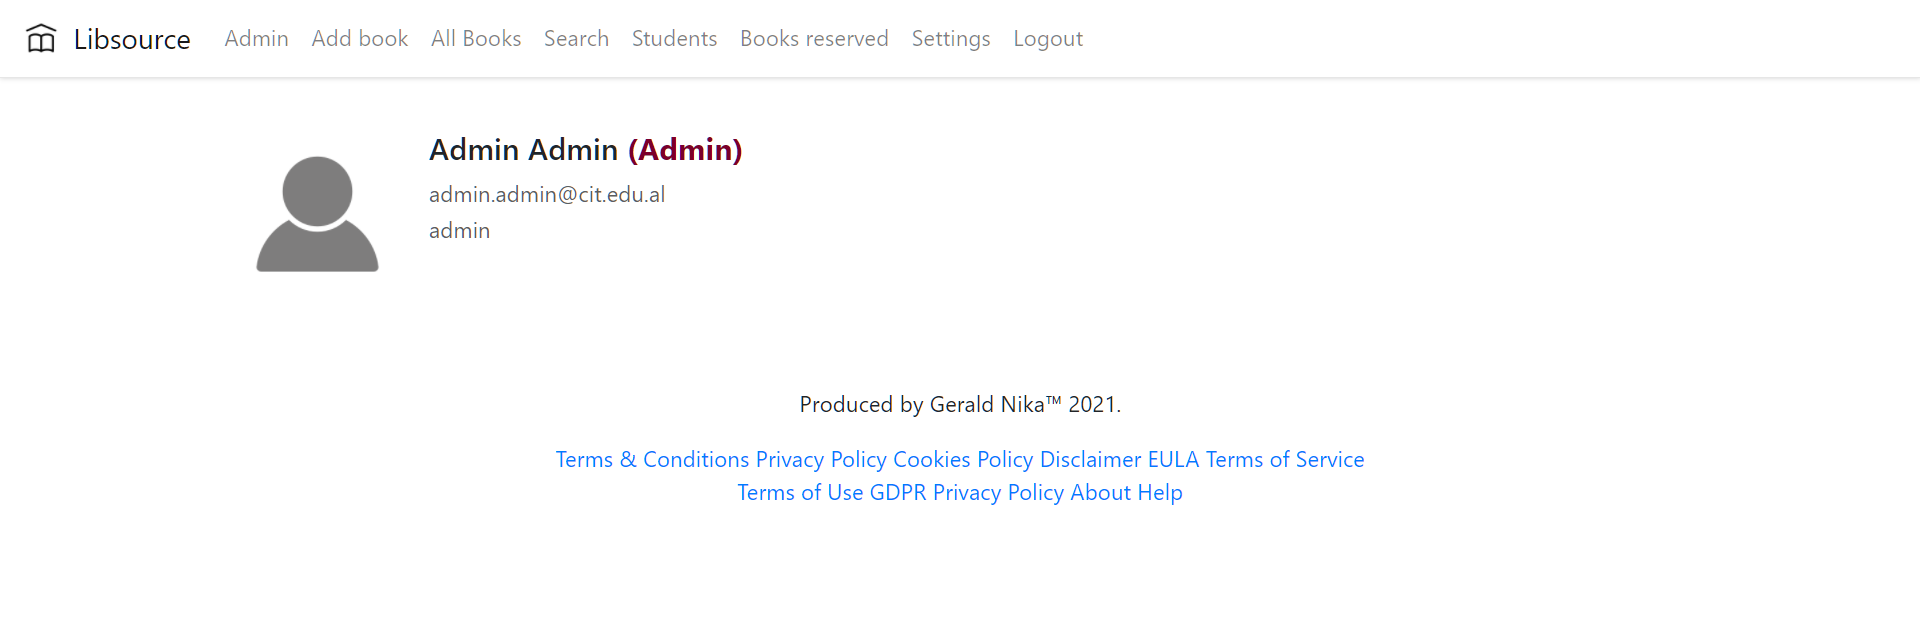 Libsource Admin Add book All Books Search Students Books reserved Settings Logout
Admin Admin (Admin)
admin.admin@cit.edu.al
admin
Produced by Gerald Nika™ 2021.
Terms & Conditions Privacy Policy Cookies Policy Disclaimer EULA Terms of Service
Terms of Use GDPR Privacy Policy About Help